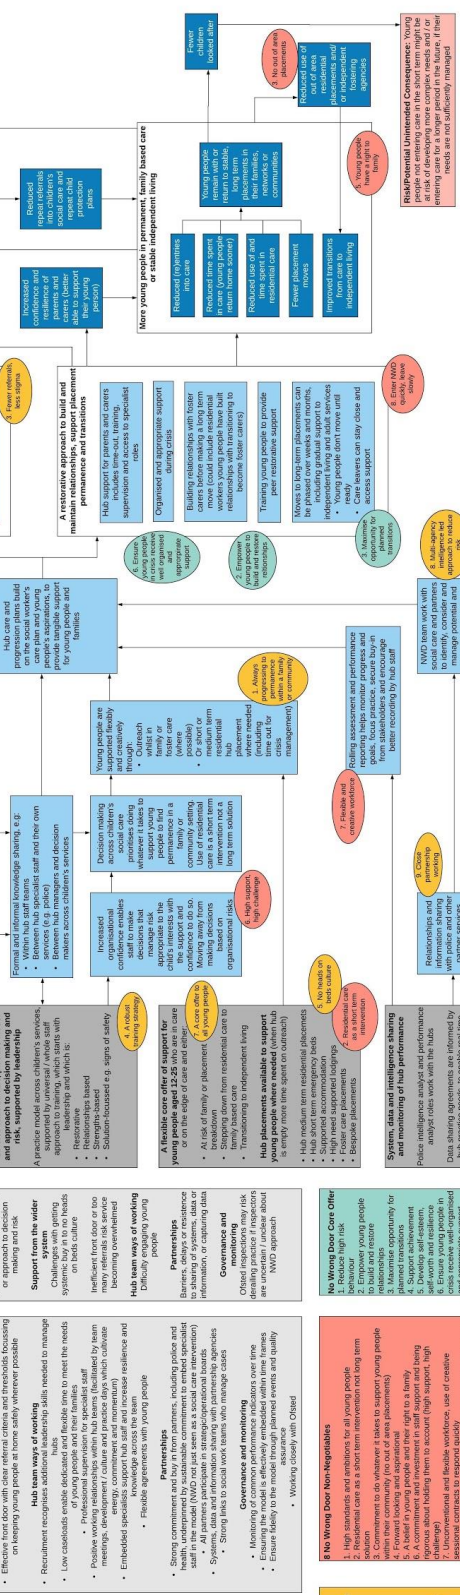 Effective front door with clear referral criteria and thresholds focussing
on keeping young people at home safely wherever possible
Hub team ways of working
Recruitment recognises additional leadership skills needed to manage
hubs
Low caseloads enable dedicated and flexible time to meet the needs
of young people and their families
Protected time for specialist staff
Positive working relationships within hub teams (facilitated by team
meetings, development / culture and practice days which cultivate
energy, commitment and momentum)
Embedded specialists support hub staff and increase resilience and
knowledge across the team
Flexible agreements with young people
Partnerships
Strong commitment and buy in from partners, including police and
health, underpinned by sustained commitment to embed specialist
staff in the model (NWD not just seen as a social care intervention)
All partners participate in strategic/operational boards
Systems, data and information sharing with partnership agencies
Strong links to social work teams who manage cases
Governance and monitoring
Monitoring of common performance indicators over time
Ensuring the model is effectively embedded within time frames
Ensure fidelity to the model through planned events and quality
assurance
Working closely with Ofsted
8 No Wrong Door Non-Negotiables
1. High standards and ambitions for all young people
2. Residential care as a short term intervention not long term
solution
3. Commitment to do whatever it takes to support young people
within their community (no out of area placements)
4. Forward looking and aspirational
5. A belief in young people and their right to a family
6. A commitment and investment in staff support and being
rigorous about holding them to account (high support, high
challenge)
7. Unconventional and flexible workforce, use of creative
sessional contracts to respond quickly
or approach to decision
making and risk
Support from the wider
system
Challenges with getting
systemic buy in to no heads
on beds culture
Inefficient front door or too
many referrals risk service
becoming overwhelmed
Hub team ways of working
Difficulty engaging young
people
Partnerships
Barriers, delays or resistence
to sharing of systems, data or
information, or capturing data
Governance and
monitoring
Ofsted inspections may risk
derailing provide if inspectors
are uncertain / unclear about
NWD approach
No Wrong Door Core Offer
1. Reduce high risk
behaviour
2. Empower young people
to build and restore
relationships
3. Maximise opportunity for
planned transitions
4. Support achievement
5. Develop self-esteem,
self-worth and resilience
6. Ensure young people in
crisis receive well-organised
and approach to decision making and
risk, supported by leadership
A practice model across children's services,
supported by universal / whole staff
approach to training, which starts with
leadership and which is:
Restorative
Relationships based
Strengths-based
Solution-focussed e.g. signs of safety
4. A robust
training strategy
A flexible core offer of support for
young people aged 12-25 who are in care
or on the edge of care and either:
At risk of family or placement
breakdown
Stepping down from residential care to
family based care
Transitioning to independent living
7. A core offer to
all young people
Hub placements available to support
young people where needed (when hub
is empty more time spent on outreach)
Hub medium term residential placements
Hub short term emergency beds
Supported accommodation
High need supported lodgings
Foster care placements
Bespoke placements
5. No heads on
beds culture
2. Residential care
as a short term
intervention
System, data and intelligence sharing
and monitoring of hub performance
Police intelligence analyst and performance
analyst roles work with the hubs
Data sharing agreements are informed by
Formal and informal knowledge sharing, e.g:
Within hub staff teams
Between hub specialist staff and their own
services (e.g. police)
Between hub managers and decision
makers across children's services
Increased
organisational
confidence enables
staff to make
decisions that
manage risk
appropriate to the
child's interests with
the support and
confidence to do so.
Moving away from
making decisions
based on
organisational risks
Decision making
across children's
social care
prioritises doing
whatever it takes to
support young
people to find
permanence in a
family or
community setting.
Use of residential
care is a short term
intervention not a
long term solution
6. High support,
high challenge
Young people are
supported flexibly
and creatively
through:
Outreach
whilst in
family or
foster care
(where
possible)
Or short or
medium term
residential
hub
placement
where needed
(including
time out for
crisis
management)
1. Always
progressing to
permanence
within a family
or community
7. Flexible and
creative workforce
9. Close
partnership
working
Relationships and
information sharing
with police and other
partner services
Rolling assessment and performance
reporting helps monitor progress and
goals, focus practice, secure buy-in
from stakeholders and encourage
better recording by hub staff
Hub care and
progression plans build
on the social worker's
care plan and young
people's aspirations, to
provide tangible support
for young people and
families
NWD team work with
social care and partners
to identify, consider and
manage potential and
8. Multi-agency
intelligence led
approach to reduce
risk
3. Fewer referrals,
less stigma
A restorative approach to build and
maintain relationships, support placement
permanence and transitions
Hub support for parents and carers
includes time-out, training,
supervision and access to specialist
roles
Organised and appropriate support
during crisis
Building relationships with foster
carers before making a long term
move (could include residential
workers young people have built
relationships with transitioning to
become foster carers)
Training young people to provide
peer restorative support
Moves to long-term placements can
be phased over weeks and months,
including gradual support to
independent living and adult services
Young people don't move until
ready
Care leavers can stay close and
access support
6. Ensure
young people
in crisis receive
well organised
and
appropriate
support
2. Empower
young people to
build and restore
relationships
3. Maximise
opportunity for
planned
transitions
8. Enter NWD
quickly, leave
slowly
Increased
confidence and
resilience of
parents and
carers (better
able to support
their young
person)
Reduced
repeat referrals
into children's
social care and
repeat child
protection
plans
More young people in permanent, family based care
or stable independent living
Reduced (re)entries
into care
Reduced time spent
in care (young people
return home sooner)
Reduced use of and
time spent in
residential care
Fewer placement
moves
Improved transitions
from care to
independent living
Young people
remain with or
return to stable,
long term
placements in
their families,
networks or
communities
Fewer
children
looked after
3. No out of area
placements
Reduced use of
out of area
residential
placements and/
or independent
fostering
agencies
5. Young people
have a right to
family
Risk/Potential Unintended Consequence: Young
people not entering care in the short term might be
at risk of developing more complex needs and / or
entering care for a longer period in the future, if their
needs are not sufficiently managed